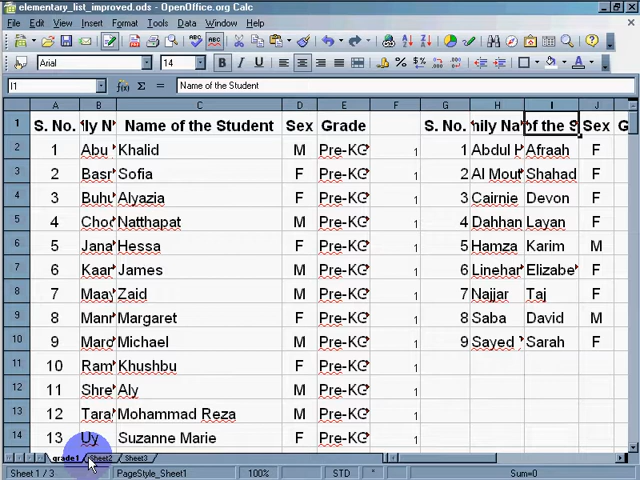 elementary_list_improved.ods - OpenOffice.org Calc
File Edit View Insert Format Tools Data Window Help
Arial 14
I1 Name of the Student
A B C D E F G H I J
1 S. No. Name of the Student Sex Grade S. No. Sex
2 1 Abu Khalid M Pre-KG 1 1 Abdul Afraah F
3 2 Sofia F Pre-KG 1 2 Al Shahad F
4 3 Alyazia F Pre-KG 1 3 Cairnie Devon F
5 4 Natthapat M Pre-KG 1 4 Dahhan Layan F
6 5 Hessa F Pre-KG 1 5 Hamza Karim M
7 6 James M Pre-KG 1 6 F
8 7 Zaid M Pre-KG 1 7 Najjar Taj F
9 8 Margaret F Pre-KG 1 8 Saba David M
10 9 Michael M Pre-KG 1 9 Sayed Sarah F
11 10 Khushbu F Pre-KG 1
12 11 Aly M Pre-KG 1
13 12 Mohammad Reza M Pre-KG 1
14 13 Uy Suzanne Marie F Pre-KG 1
grade1 Sheet2 Sheet3
Sheet 1 / 3 PageStyle_Sheet1 100% STD * Sum=0